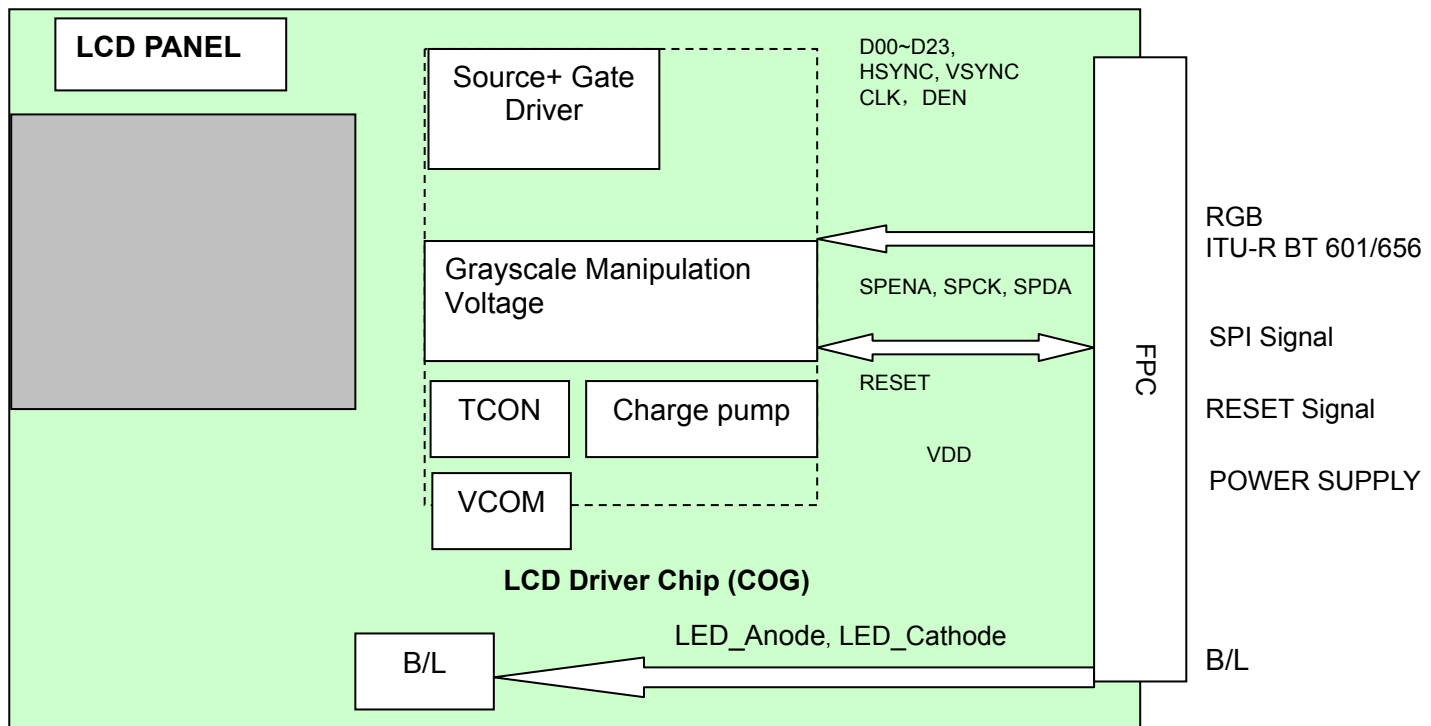 LCD PANEL
Source+ Gate
Driver
D00~D23,
HSYNC, VSYNC
CLK，DEN
Grayscale Manipulation
Voltage
SPENA, SPCK, SPDA
RESET
TCON
Charge pump
VDD
VCOM
LCD Driver Chip (COG)
LED_Anode, LED_Cathode
B/L
FPC
RGB
ITU-R BT 601/656
SPI Signal
RESET Signal
POWER SUPPLY
B/L